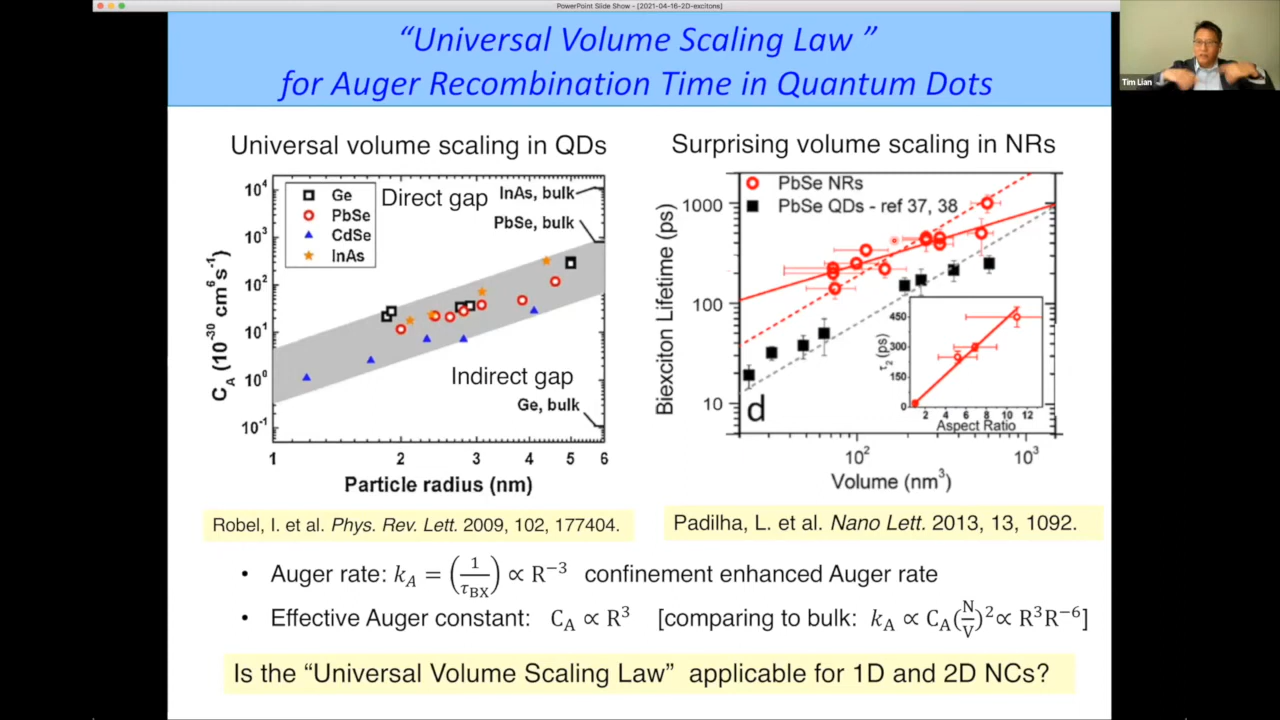 PowerPoint Slide Show - [2021-04-16-2D-excitons]
Tim Lian
“Universal Volume Scaling Law ”
for Auger Recombination Time in Quantum Dots
Universal volume scaling in QDs
Ge
PbSe
CdSe
InAs
Direct gap
InAs, bulk
PbSe, bulk
Indirect gap
Ge, bulk
C_A (10^-30 cm^6 s^-1)
10^4
10^3
10^2
10^1
10^0
10^-1
1 2 3 4 5 6
Particle radius (nm)
Robel, I. et al. Phys. Rev. Lett. 2009, 102, 177404.
Surprising volume scaling in NRs
PbSe NRs
PbSe QDs - ref 37, 38
Biexciton Lifetime (ps)
1000
100
10
d
τ_2 (ps)
450
300
150
0
2 4 6 8 10
Aspect Ratio
10^2 10^3
Volume (nm^3)
Padilha, L. et al. Nano Lett. 2013, 13, 1092.
• Auger rate: k_A = (1/τ_BX) ∝ R^−3 confinement enhanced Auger rate
• Effective Auger constant: C_A ∝ R^3 [comparing to bulk: k_A ∝ C_A(N/V)^2 ∝ R^3R^−6]
Is the “Universal Volume Scaling Law” applicable for 1D and 2D NCs?